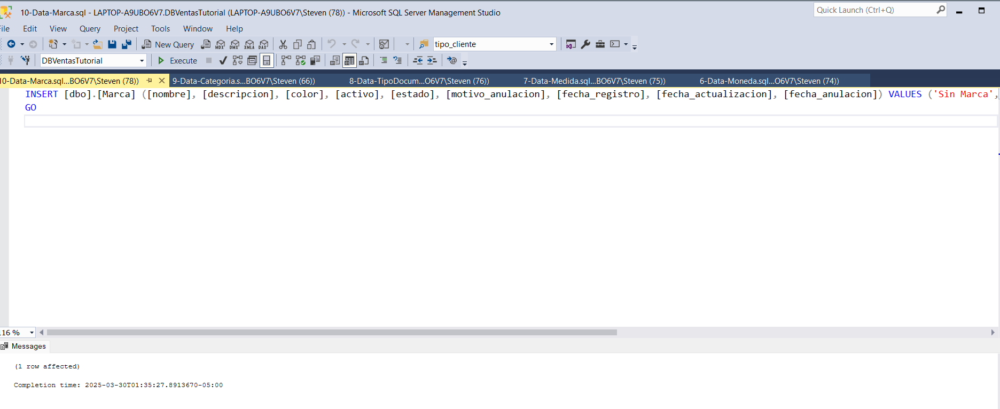 10-Data-Marca.sql - LAPTOP-A9UBO6V7.DBVentasTutorial (LAPTOP-A9UBO6V7\Steven (78)) - Microsoft SQL Server Management Studio
Quick Launch (Ctrl+Q)
ile Edit View Query Project Tools Window Help
New Query MDX DMX XMLA DAX tipo_cliente
DBVentasTutorial Execute
10-Data-Marca.sql...BO6V7\Steven (78)) 9-Data-Categoria.s...BO6V7\Steven (66)) 8-Data-TipoDocum...O6V7\Steven (76)) 7-Data-Medida.sql...BO6V7\Steven (75)) 6-Data-Moneda.sql...O6V7\Steven (74))
INSERT [dbo].[Marca] ([nombre], [descripcion], [color], [activo], [estado], [motivo_anulacion], [fecha_registro], [fecha_actualizacion], [fecha_anulacion]) VALUES ('Sin Marca',
GO
116 %
Messages
(1 row affected)
Completion time: 2025-03-30T01:35:27.8913670-05:00